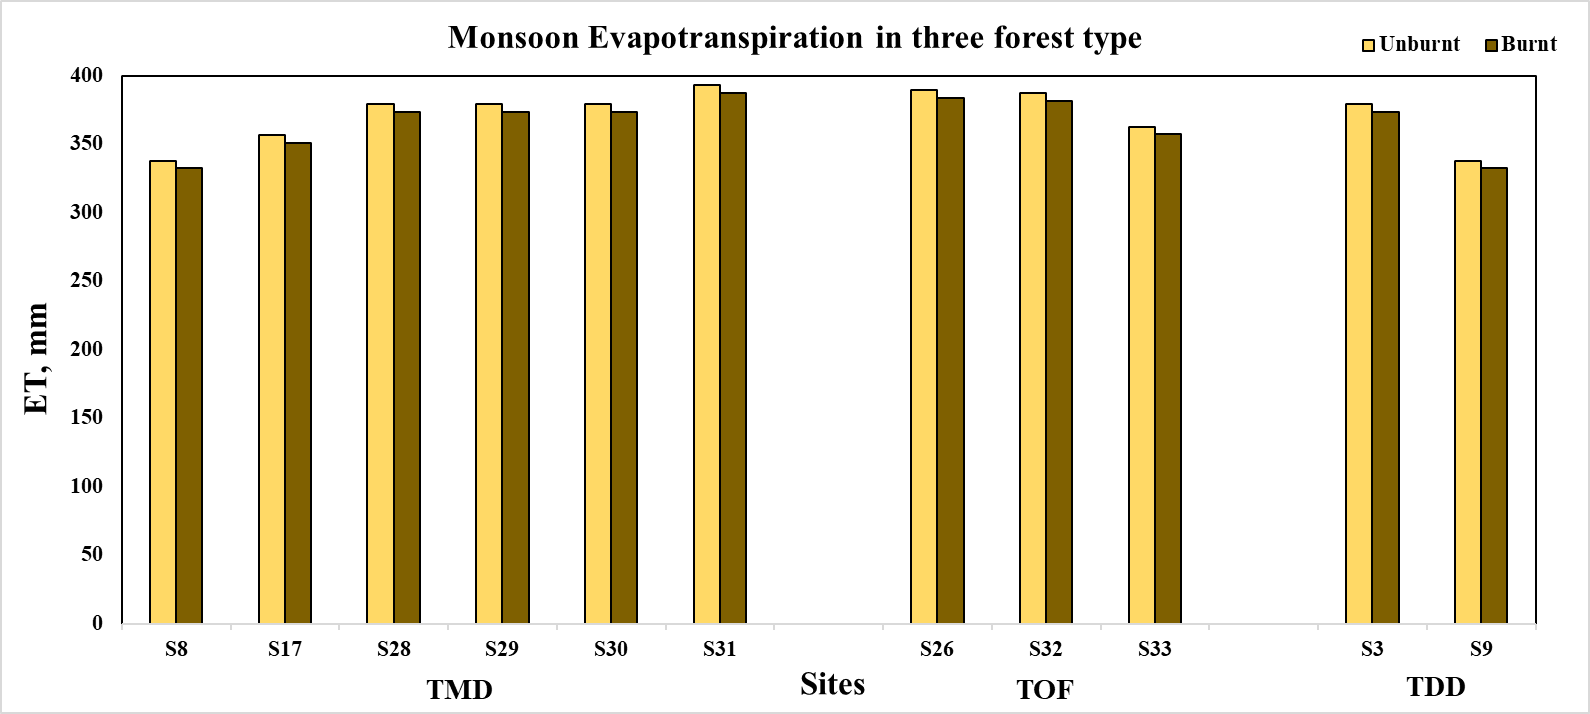 Monsoon Evapotranspiration in three forest type
Unburnt Burnt
ET, mm
400
350
300
250
200
150
100
50
0
S8 S17 S28 S29 S30 S31 S26 S32 S33 S3 S9
TMD Sites TOF TDD